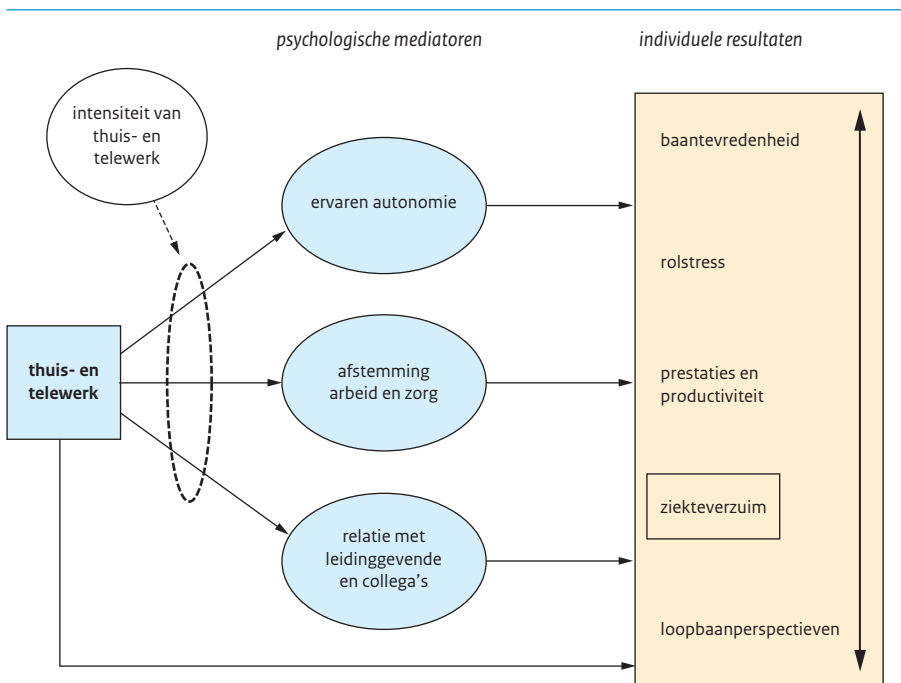 psychologische mediatoren
individuele resultaten
intensiteit van
thuis- en
telewerk
baantevredenheid
ervaren autonomie
rolstress
thuis- en
telewerk
afstemming
arbeid en zorg
prestaties en
productiviteit
ziekteverzuim
relatie met
leidinggevende
en collega's
loopbaanperspectieven